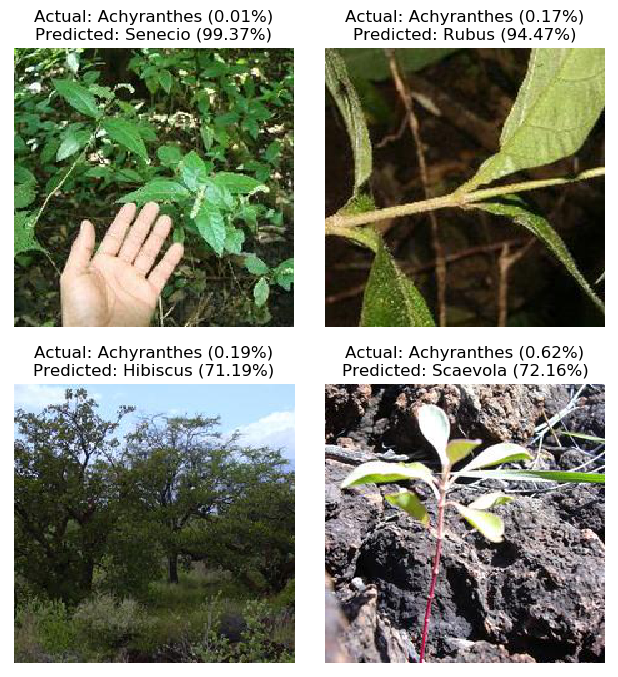 Actual: Achyranthes (0.01%)
Predicted: Senecio (99.37%)
Actual: Achyranthes (0.17%)
Predicted: Rubus (94.47%)
Actual: Achyranthes (0.19%)
Predicted: Hibiscus (71.19%)
Actual: Achyranthes (0.62%)
Predicted: Scaevola (72.16%)